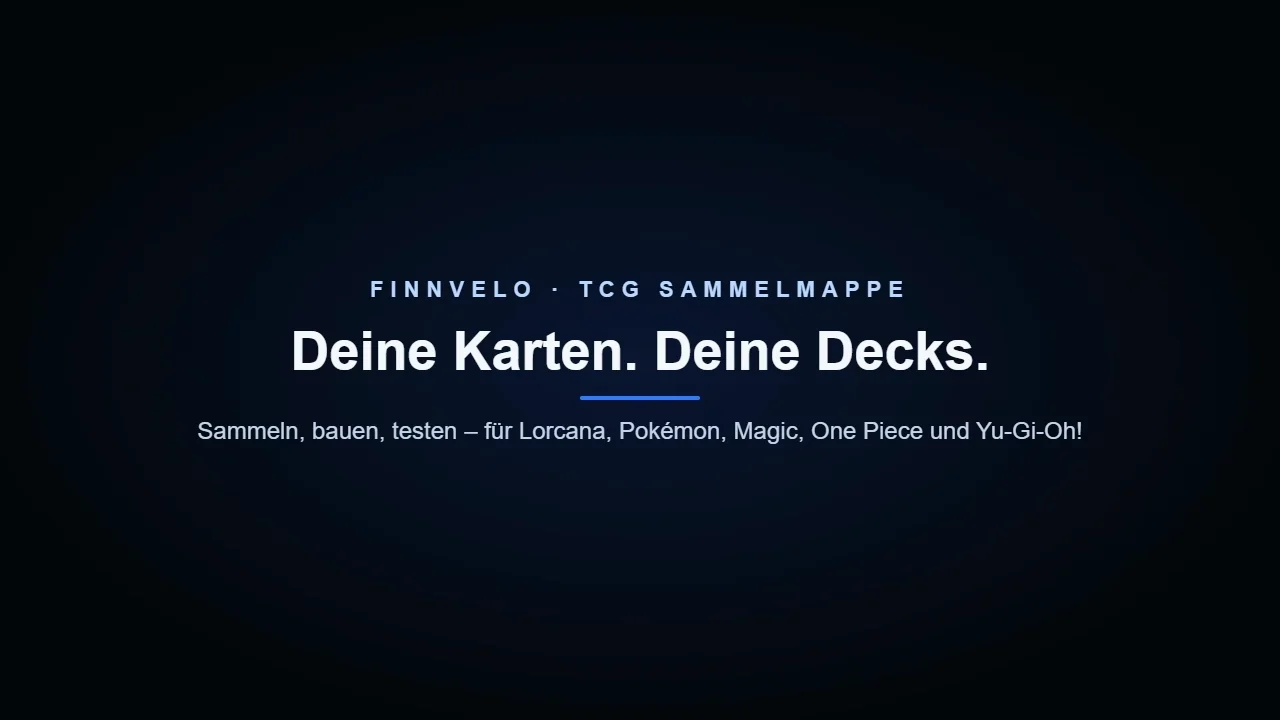 FINNVELO · TCG SAMMELMAPPE
Deine Karten. Deine Decks.
Sammeln, bauen, testen – für Lorcana, Pokémon, Magic, One Piece und Yu-Gi-Oh!